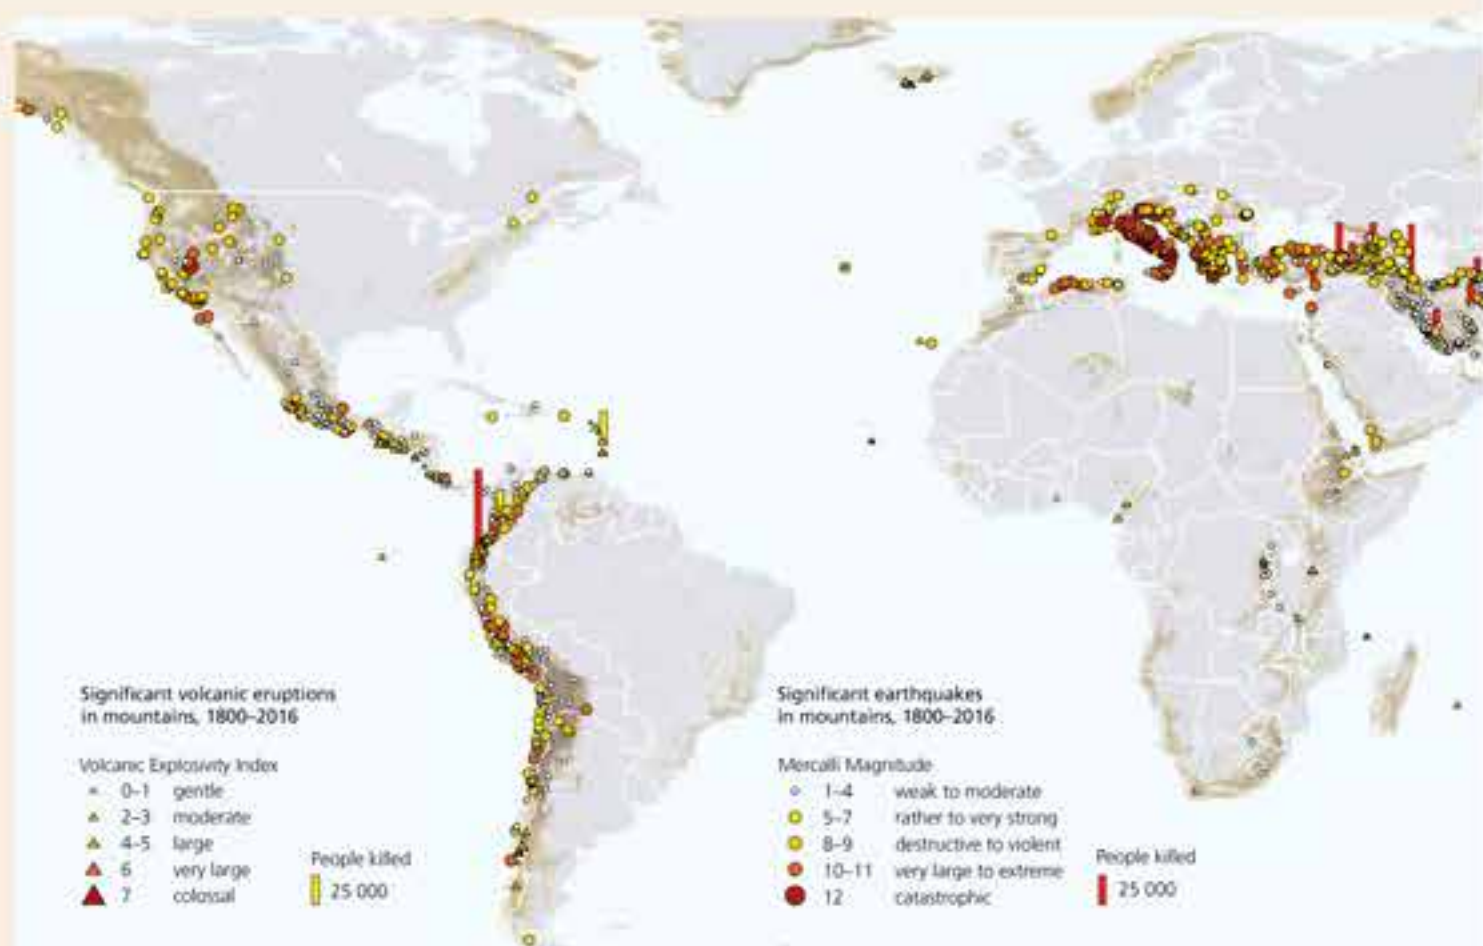 Significant volcanic eruptions
in mountains, 1800–2016
Volcanic Explosivity Index
0–1 gentle
2–3 moderate
4–5 large
6 very large
7 colossal
People killed
25 000
Significant earthquakes
in mountains, 1800–2016
Mercalli Magnitude
1–4 weak to moderate
5–7 rather to very strong
8–9 destructive to violent
10–11 very large to extreme
12 catastrophic
People killed
25 000